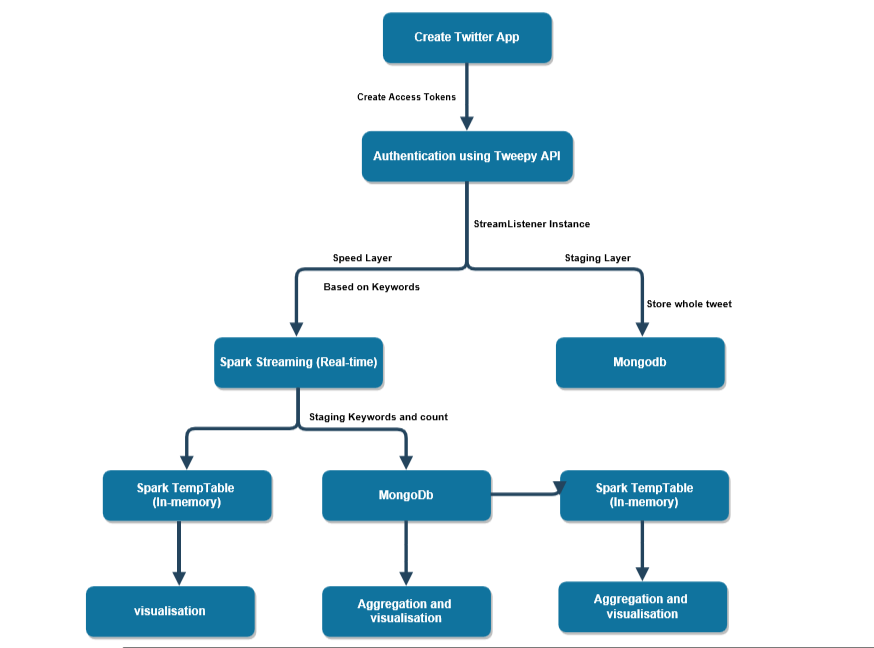 Create Twitter App
Create Access Tokens
Authentication using Tweepy API
StreamListener Instance
Speed Layer
Staging Layer
Based on Keywords
Store whole tweet
Spark Streaming (Real-time)
Mongodb
Staging Keywords and count
Spark TempTable
(In-memory)
MongoDb
Spark TempTable
(In-memory)
visualisation
Aggregation and
visualisation
Aggregation and
visualisation